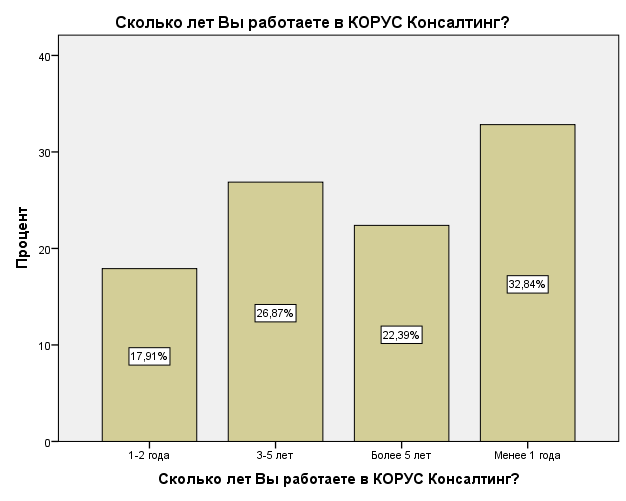 Сколько лет Вы работаете в КОРУС Консалтинг?
Процент
40
30
20
10
0
17,91%
26,87%
22,39%
32,84%
1-2 года
3-5 лет
Более 5 лет
Менее 1 года
Сколько лет Вы работаете в КОРУС Консалтинг?